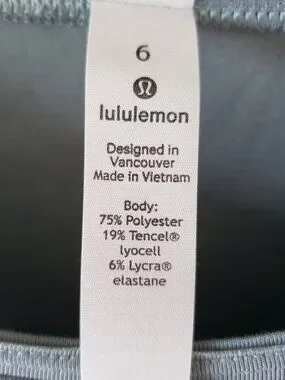 6
lululemon
Designed in
Vancouver
Made in Vietnam
Body:
75% Polyester
19% Tencel®
lyocell
6% Lycra®
elastane